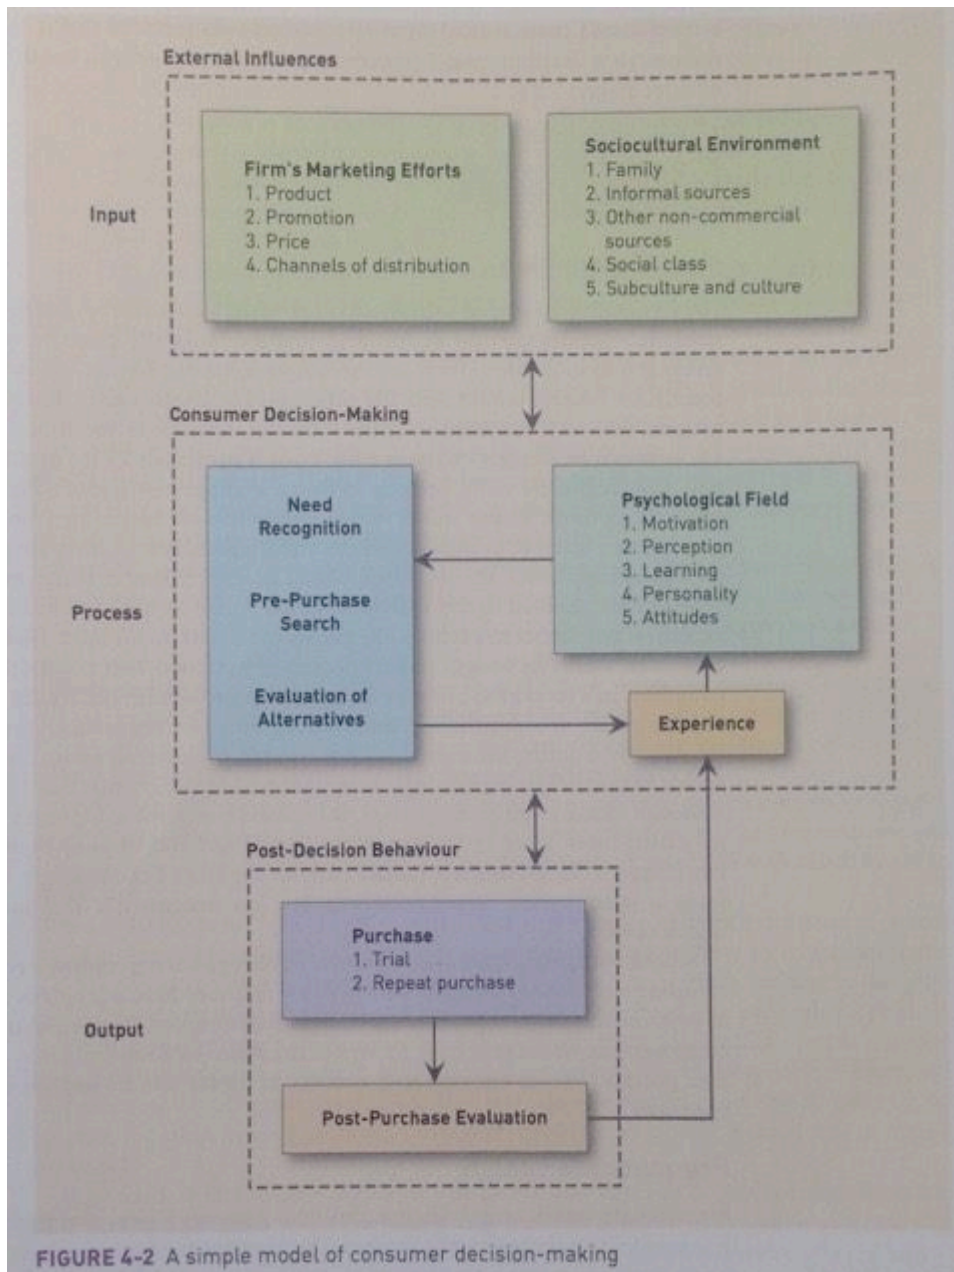 External Influences
Input
Firm's Marketing Efforts
1. Product
2. Promotion
3. Price
4. Channels of distribution
Sociocultural Environment
1. Family
2. Informal sources
3. Other non-commercial
sources
4. Social class
5. Subculture and culture
Consumer Decision-Making
Process
Need
Recognition
Pre-Purchase
Search
Evaluation of
Alternatives
Psychological Field
1. Motivation
2. Perception
3. Learning
4. Personality
5. Attitudes
Experience
Post-Decision Behaviour
Output
Purchase
1. Trial
2. Repeat purchase
Post-Purchase Evaluation
FIGURE 4-2 A simple model of consumer decision-making